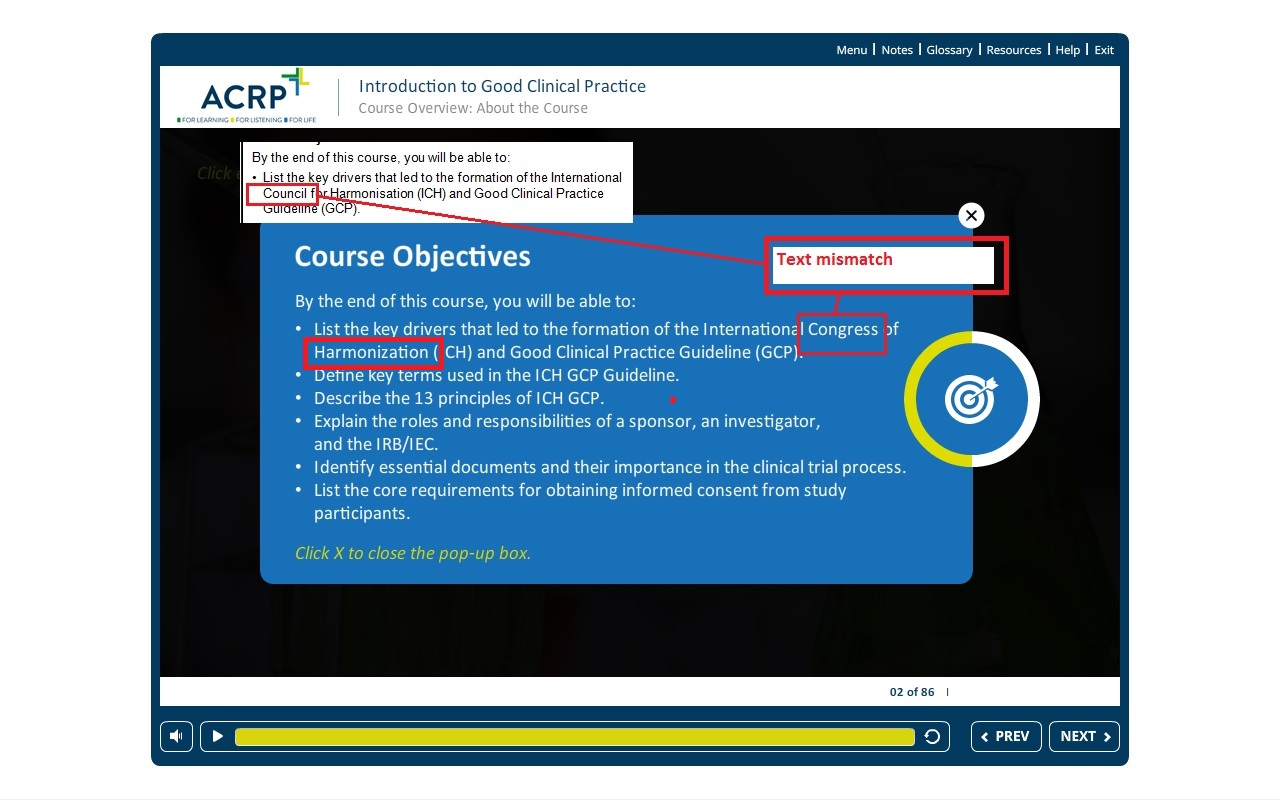 Menu | Notes | Glossary | Resources | Help | Exit
ACRP
FOR LEARNING FOR LISTENING FOR LIFE
Introduction to Good Clinical Practice
Course Overview: About the Course
Click
By the end of this course, you will be able to:
• List the key drivers that led to the formation of the International
Council for Harmonisation (ICH) and Good Clinical Practice
Guideline (GCP).
Course Objectives
Text mismatch
By the end of this course, you will be able to:
• List the key drivers that led to the formation of the International Congress of
Harmonization (ICH) and Good Clinical Practice Guideline (GCP).
• Define key terms used in the ICH GCP Guideline.
• Describe the 13 principles of ICH GCP.
• Explain the roles and responsibilities of a sponsor, an investigator,
and the IRB/IEC.
• Identify essential documents and their importance in the clinical trial process.
• List the core requirements for obtaining informed consent from study
participants.
Click X to close the pop-up box.
02 of 86 |
PREV
NEXT